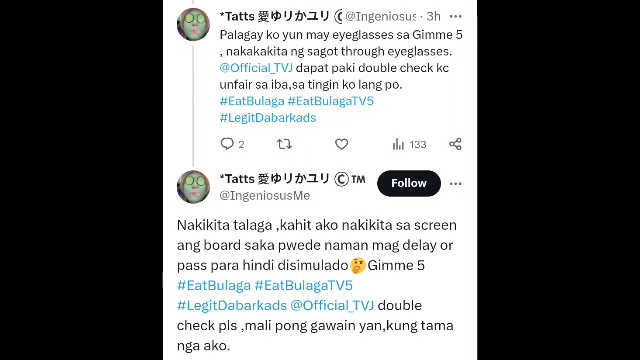 *Tatts 愛ゆりかユリ @Ingeniosus · 3h
Palagay ko yun may eyeglasses sa Gimme 5
, nakakakita ng sagot through eyeglasses.
@Official_TVJ dapat paki double check kc
unfair sa iba,sa tingin ko lang po.
#EatBulaga #EatBulagaTV5
#LegitDabarkads
2 133
*Tatts 愛ゆりかユリ Ⓒ™
@IngeniosusMe
Follow
Nakikita talaga ,kahit ako nakikita sa screen
ang board saka pwede naman mag delay or
pass para hindi disimulado🤔Gimme 5
#EatBulaga #EatBulagaTV5
#LegitDabarkads @Official_TVJ double
check pls ,mali pong gawain yan,kung tama
nga ako.